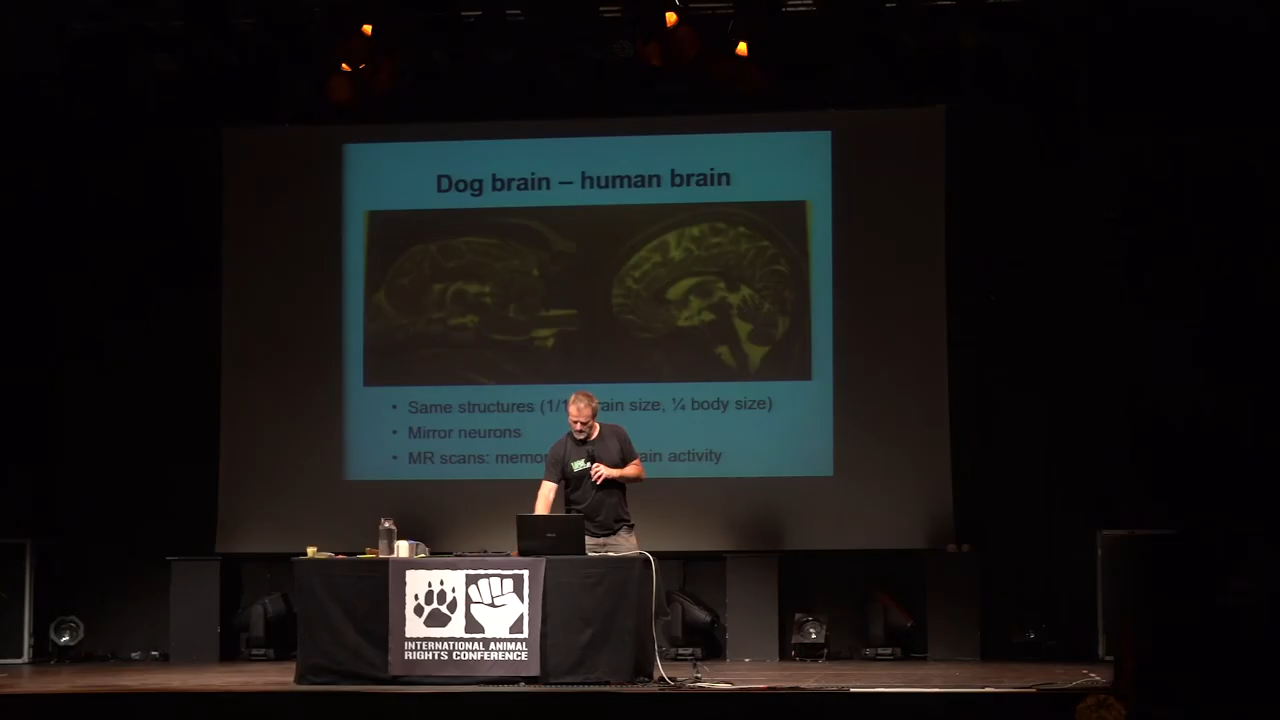 Dog brain – human brain
• Same structures (1/1 rain size, ¼ body size)
• Mirror neurons
• MR scans: memo ain activity
INTERNATIONAL ANIMAL
RIGHTS CONFERENCE